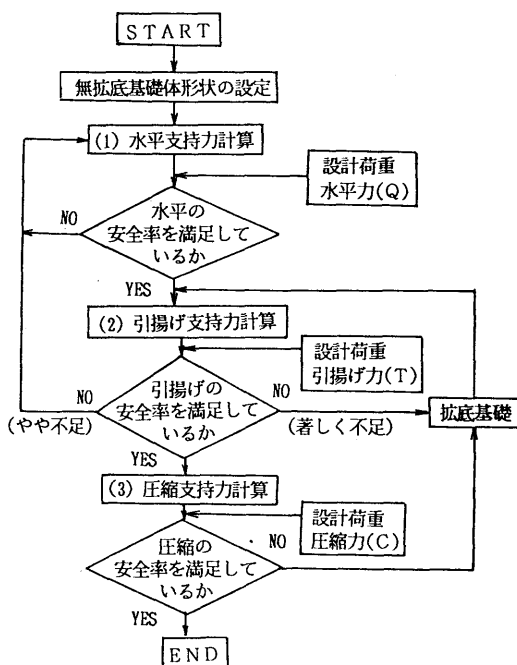 START
無拡底基礎体形状の設定
(1) 水平支持力計算
設計荷重
水平力(Q)
NO
水平の
安全率を満足して
いるか
YES
(2) 引揚げ支持力計算
設計荷重
引揚げ力(T)
NO
(やや不足)
引揚げの
安全率を満足して
いるか
NO
(著しく不足)
拡底基礎
YES
(3) 圧縮支持力計算
設計荷重
圧縮力(C)
圧縮の
安全率を満足して
いるか
NO
YES
END